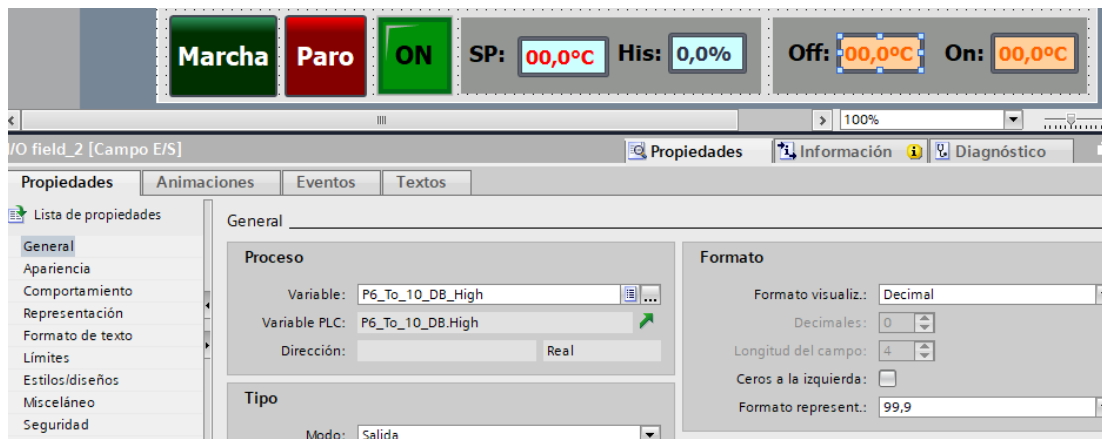 Marcha Paro ON SP: 00,0°C His: 0,0% Off: 00,0°C On: 00,0°C
100%
I/O field_2 [Campo E/S] Propiedades Información Diagnóstico
Propiedades Animaciones Eventos Textos
Lista de propiedades
General
Apariencia
Comportamiento
Representación
Formato de texto
Límites
Estilos/diseños
Misceláneo
Seguridad
General
Proceso
Variable: P6_To_10_DB_High ...
Variable PLC: P6_To_10_DB.High
Dirección: Real
Tipo
Modo: Salida
Formato
Formato visualiz.: Decimal
Decimales: 0
Longitud del campo: 4
Ceros a la izquierda:
Formato represent.: 99,9